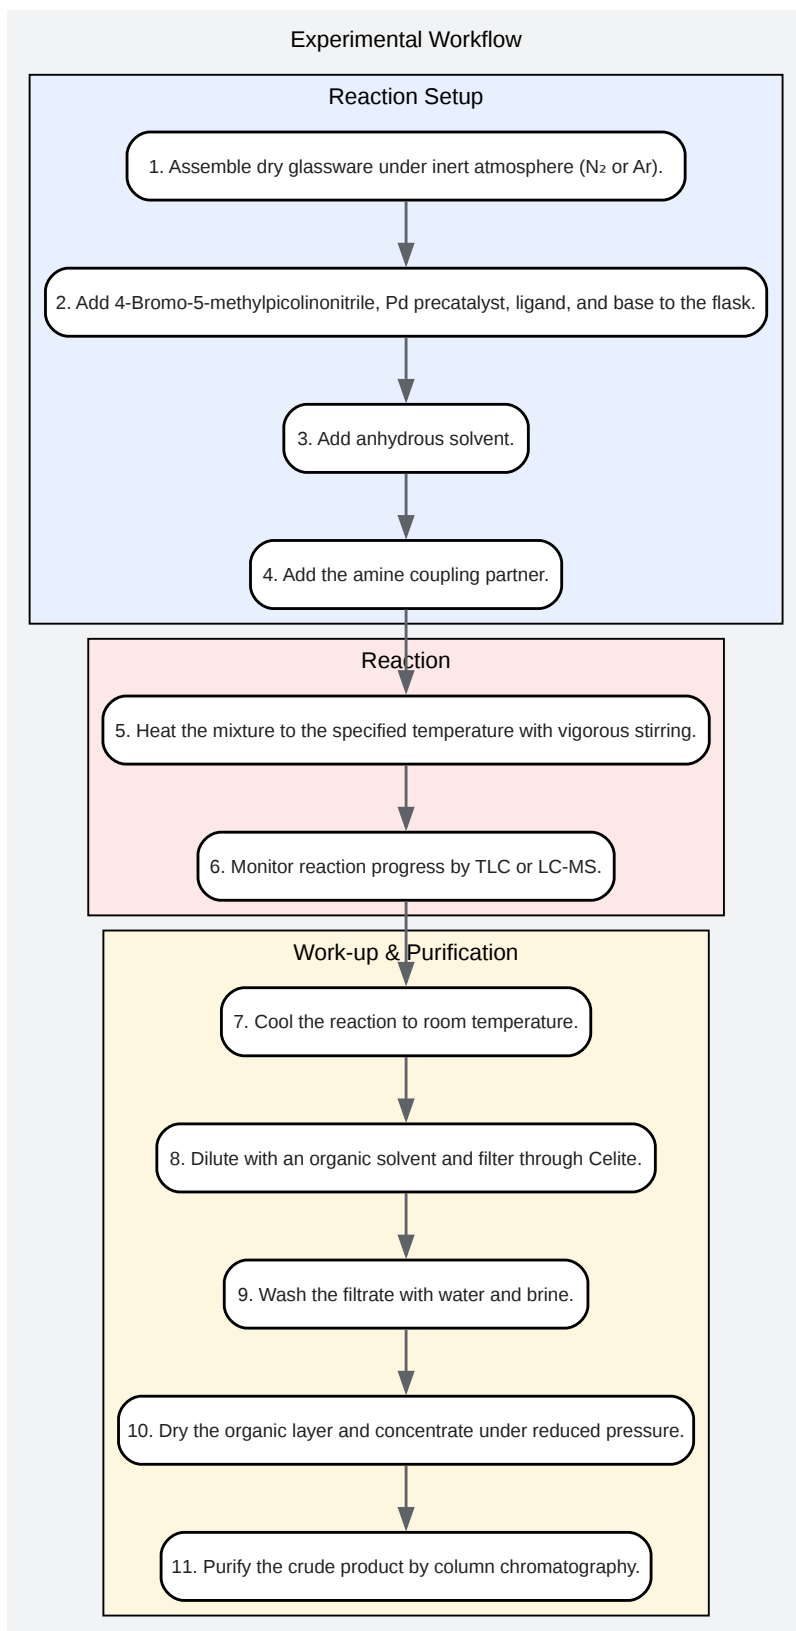 Experimental Workflow
Reaction Setup
1. Assemble dry glassware under inert atmosphere (N₂ or Ar).
2. Add 4-Bromo-5-methylpicolinonitrile, Pd precatalyst, ligand, and base to the flask.
3. Add anhydrous solvent.
4. Add the amine coupling partner.
Reaction
5. Heat the mixture to the specified temperature with vigorous stirring.
6. Monitor reaction progress by TLC or LC-MS.
Work-up & Purification
7. Cool the reaction to room temperature.
8. Dilute with an organic solvent and filter through Celite.
9. Wash the filtrate with water and brine.
10. Dry the organic layer and concentrate under reduced pressure.
11. Purify the crude product by column chromatography.